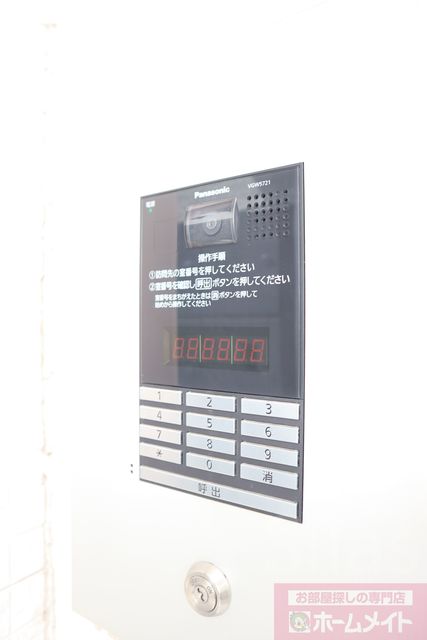 Panasonic
VGW5721
電源
操作手順
①訪問先の室番号を押してください
②室番号を確認し呼出ボタンを押してください
室番号をまちがえたときは消ボタンを押して
始めから操作してください
1 2 3
4 5 6
7 8 9
* 0 消
呼出
お部屋探しの専門店
ホームメイト